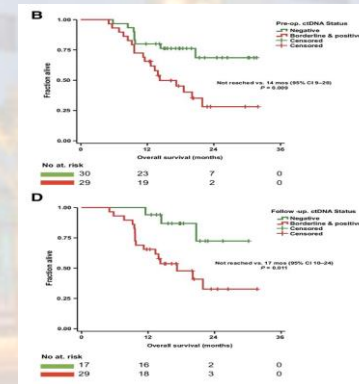 B
Pre-op. ctDNA Status
Negative
Borderline & positive
Censored
Censored
1.00
0.75
0.50
0.25
0.00
Fraction alive
Not reached vs. 14 mos (95% CI 9–20)
P = 0.009
0 12 24 36
Overall survival (months)
No at. risk
30 23 7 0
29 19 2 0
D
Follow -up. ctDNA Status
Negative
Borderline & positive
Censored
Censored
1.00
0.75
0.50
0.25
0.00
Fraction alive
Not reached vs. 17 mos (95% CI 10–24)
P = 0.011
0 12 24 36
Overall survival (months)
No at. risk
17 16 2 0
29 18 3 0